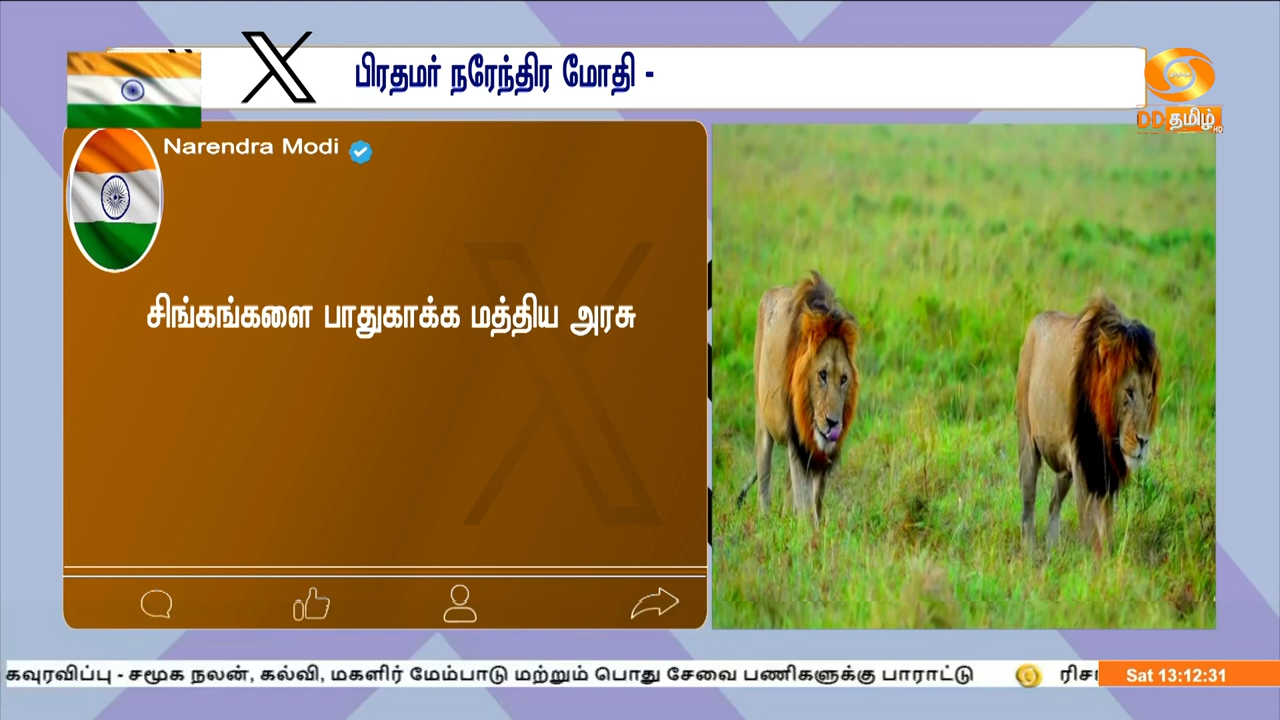 பிரதமர் நரேந்திர மோதி -
DD தமிழ் HD
Narendra Modi
சிங்கங்களை பாதுகாக்க மத்திய அரசு
கவுரவிப்பு - சமூக நலன், கல்வி, மகளிர் மேம்பாடு மற்றும் பொது சேவை பணிகளுக்கு பாராட்டு
Sat 13:12:31